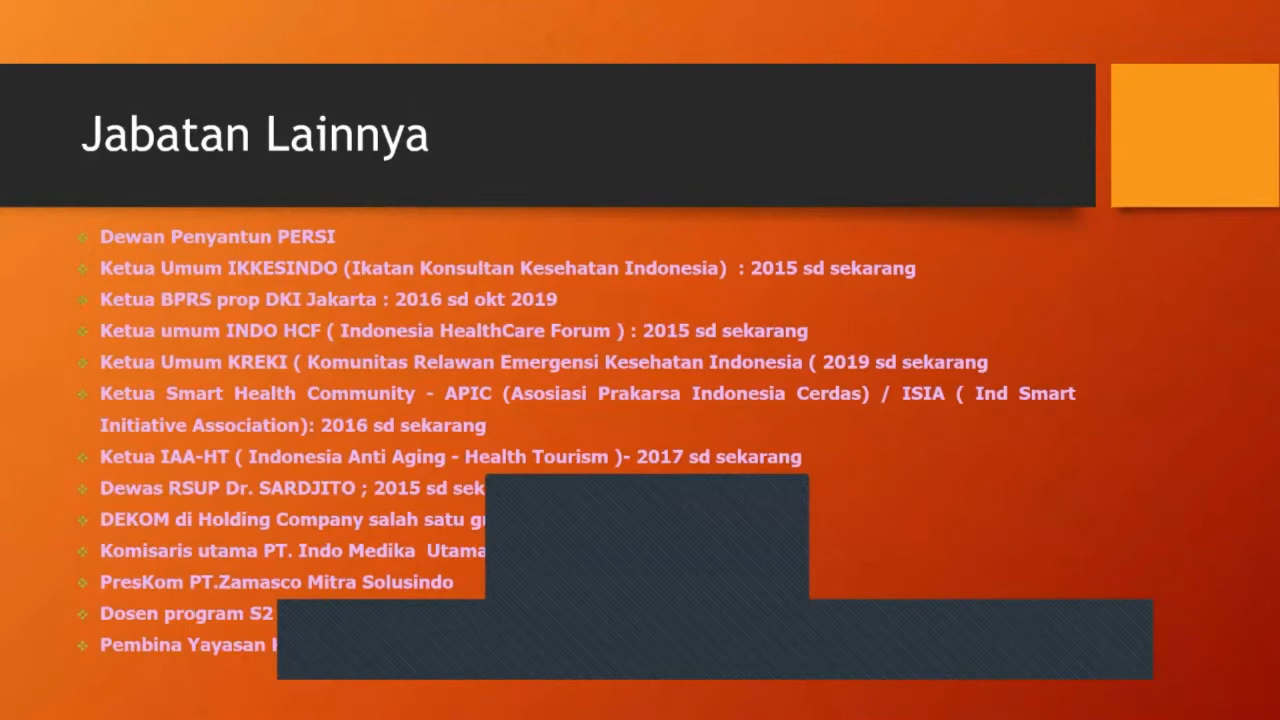 Jabatan Lainnya
Dewan Penyantun PERSI
Ketua Umum IKKESINDO (Ikatan Konsultan Kesehatan Indonesia)  : 2015 sd sekarang
Ketua BPRS prop DKI Jakarta : 2016 sd okt 2019
Ketua umum INDO HCF ( Indonesia HealthCare Forum ) : 2015 sd sekarang
Ketua Umum KREKI ( Komunitas Relawan Emergensi Kesehatan Indonesia ( 2019 sd sekarang
Ketua Smart Health Community - APIC (Asosiasi Prakarsa Indonesia Cerdas) / ISIA ( Ind Smart
Initiative Association): 2016 sd sekarang
Ketua IAA-HT ( Indonesia Anti Aging - Health Tourism )- 2017 sd sekarang
Dewas RSUP Dr. SARDJITO ; 2015 sd
DEKOM di Holding Company salah satu
Komisaris utama PT. Indo Medika  Utama
PresKom PT.Zamasco Mitra Solusindo
Dosen program S2
Pembina Yayasan